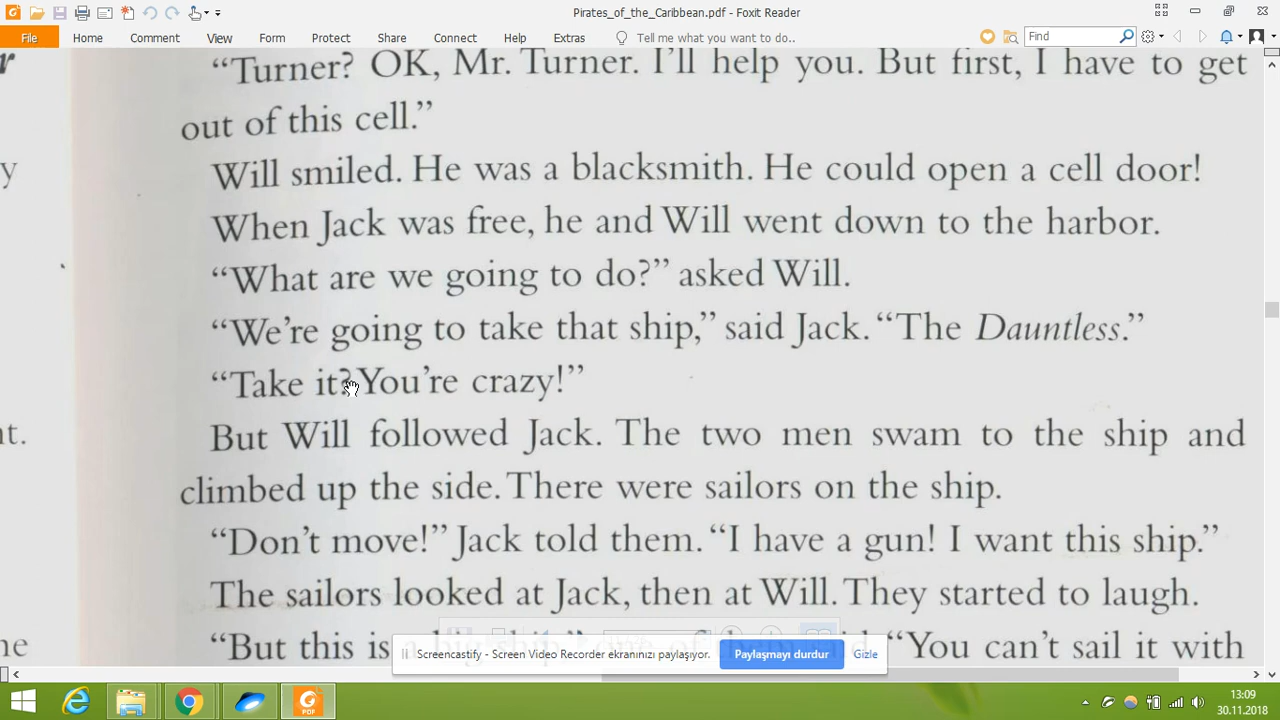 Pirates_of_the_Caribbean.pdf - Foxit Reader
File Home Comment View Form Protect Share Connect Help Extras Tell me what you want to do.. Find
"Turner? OK, Mr. Turner. I'll help you. But first, I have to get
out of this cell."
Will smiled. He was a blacksmith. He could open a cell door!
When Jack was free, he and Will went down to the harbor.
"What are we going to do?" asked Will.
"We're going to take that ship," said Jack. "The Dauntless."
"Take it? You're crazy!"
But Will followed Jack. The two men swam to the ship and
climbed up the side. There were sailors on the ship.
"Don't move!" Jack told them. "I have a gun! I want this ship."
The sailors looked at Jack, then at Will. They started to laugh.
"But this is a big ship," one of them said. "You can't sail it with
Screencastify - Screen Video Recorder ekranınızı paylaşıyor. Paylaşmayı durdur Gizle
PDF
13:09
30.11.2018